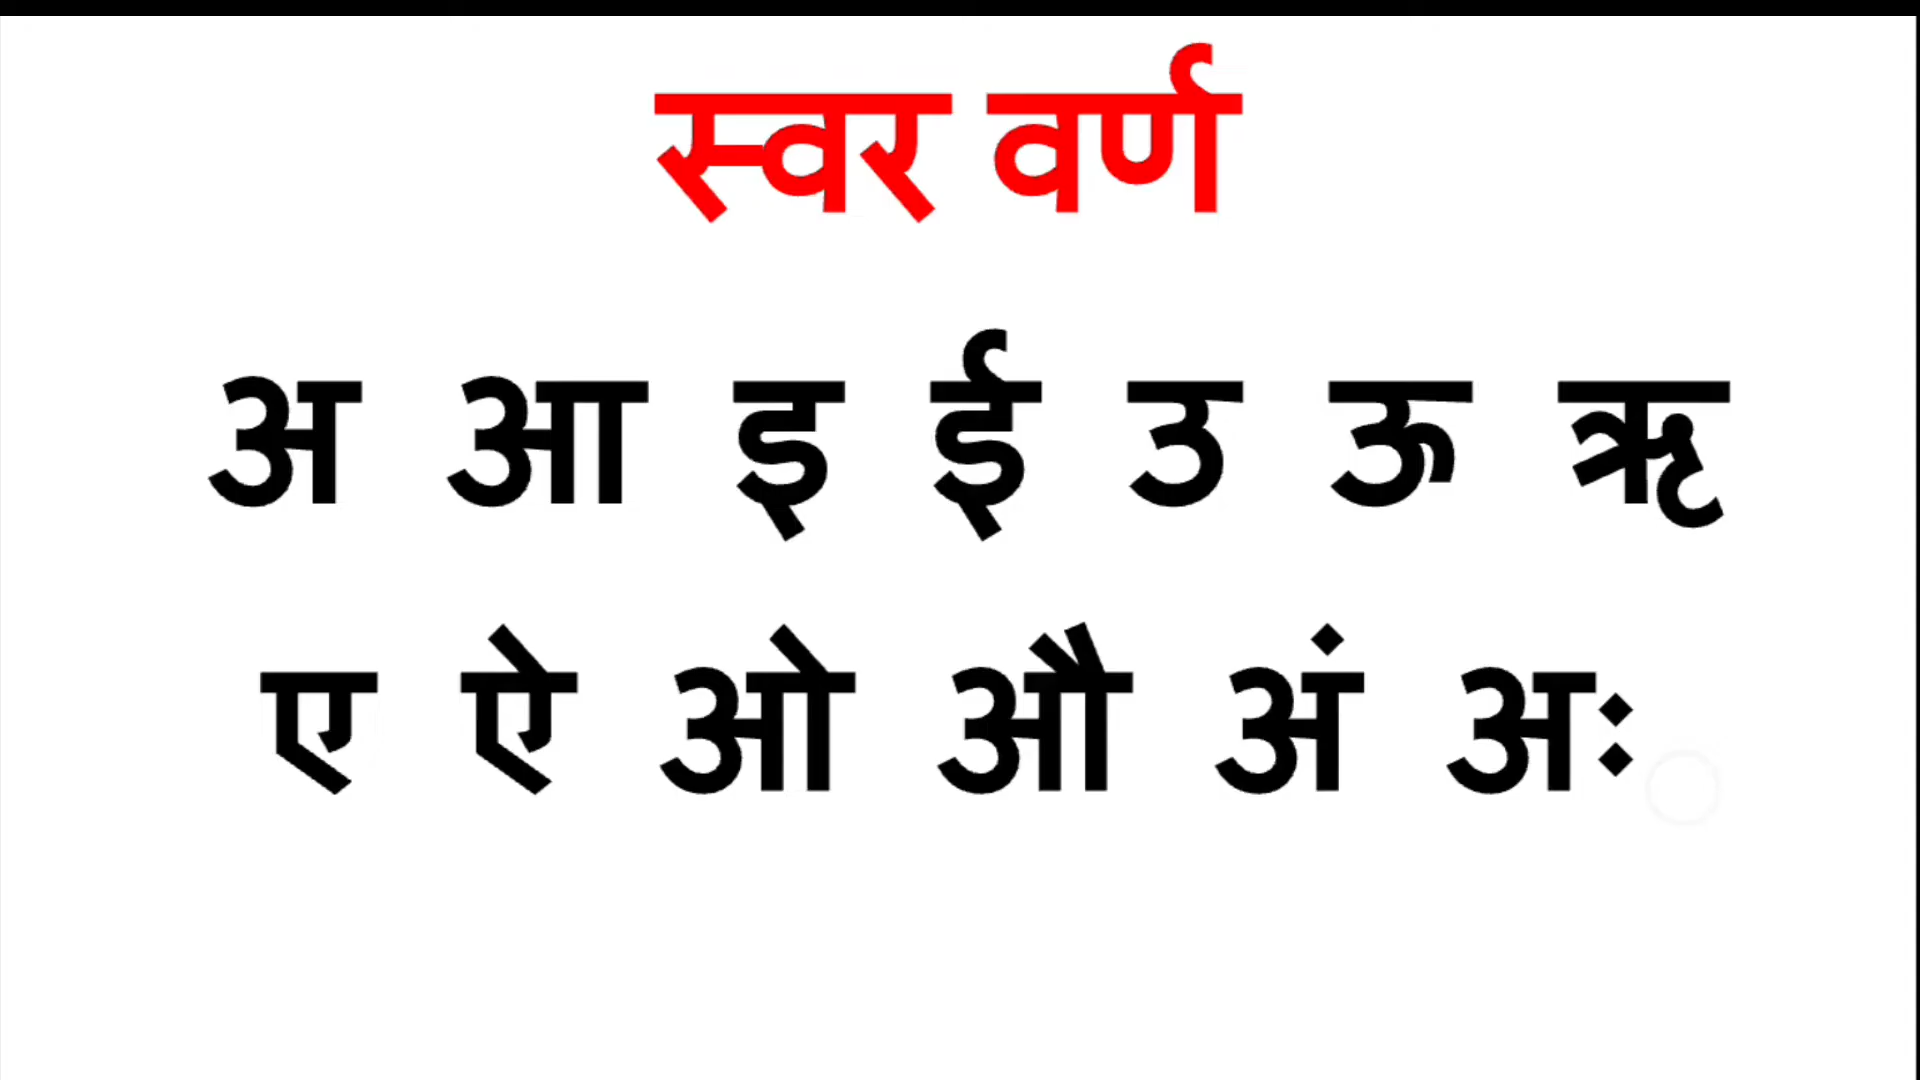 स्वर वर्ण
अ आ इ ई उ ऊ ऋ
ए ऐ ओ औ अं अः